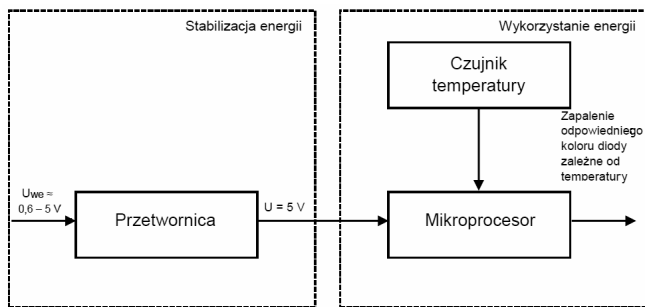 Stabilizacja energii
Wykorzystanie energii
Czujnik
temperatury
Zapalenie
odpowiedniego
koloru diody
zależne od
temperatury
Uwe ≈
0,6 – 5 V
Przetwornica
U = 5 V
Mikroprocesor